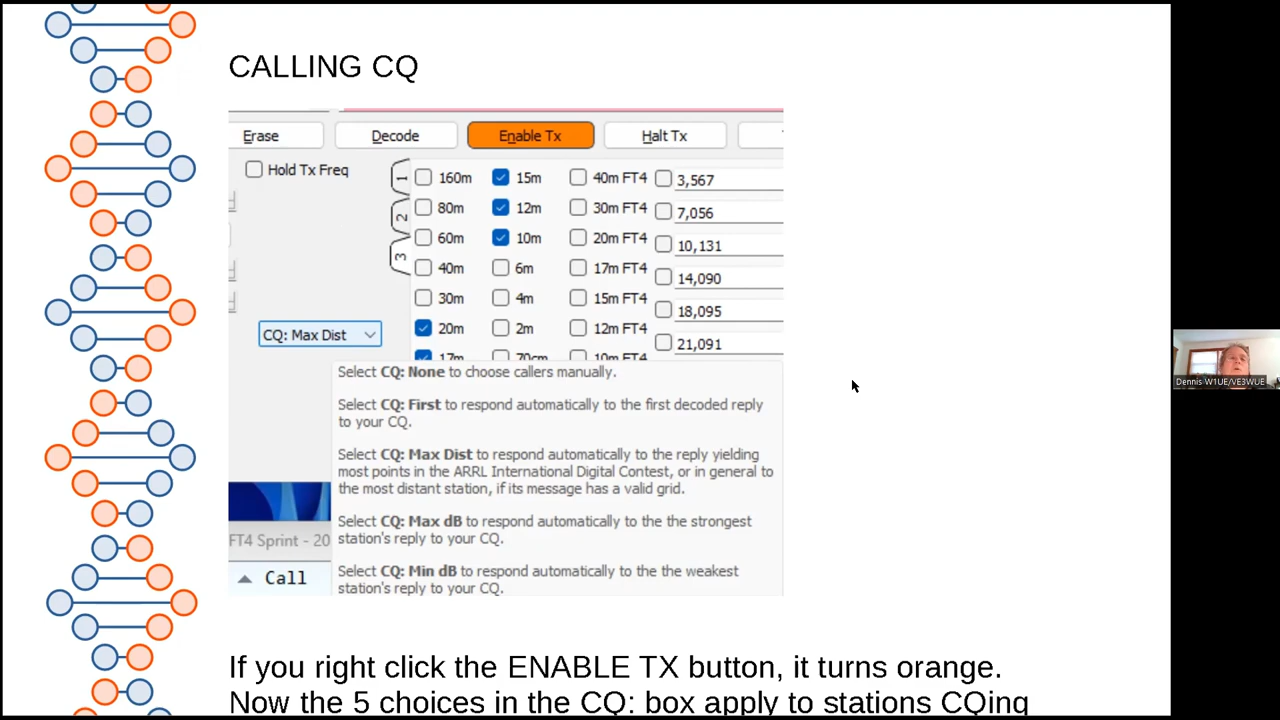 CALLING CQ
Erase
Decode
Enable Tx
Halt Tx
Hold Tx Freq
1
2
3
160m
80m
60m
40m
30m
20m
17m
15m
12m
10m
6m
4m
2m
70cm
40m FT4
30m FT4
20m FT4
17m FT4
15m FT4
12m FT4
10m FT4
3,567
7,056
10,131
14,090
18,095
21,091
CQ: Max Dist
Select CQ: None to choose callers manually.
Select CQ: First to respond automatically to the first decoded reply
to your CQ.
Select CQ: Max Dist to respond automatically to the reply yielding
most points in the ARRL International Digital Contest, or in general to
the most distant station, if its message has a valid grid.
Select CQ: Max dB to respond automatically to the the strongest
station's reply to your CQ.
Select CQ: Min dB to respond automatically to the the weakest
station's reply to your CQ.
FT4 Sprint - 20
Call
If you right click the ENABLE TX button, it turns orange.
Now the 5 choices in the CQ: box apply to stations CQing
Dennis W1UE/VE3WUE